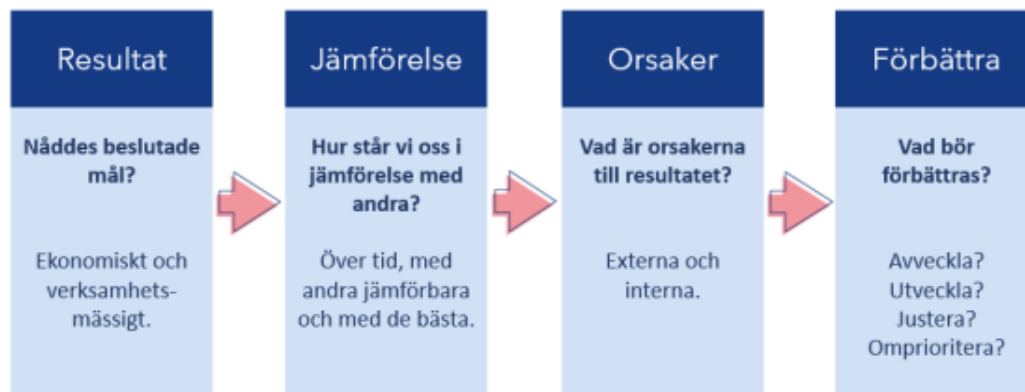 Resultat
Nåddes beslutade
mål?
Ekonomiskt och
verksamhets-
mässigt.
Jämförelse
Hur står vi oss i
jämförelse med
andra?
Över tid, med
andra jämförbara
och med de bästa.
Orsaker
Vad är orsakerna
till resultatet?
Externa och
interna.
Förbättra
Vad bör
förbättras?
Avveckla?
Utveckla?
Justera?
Omprioritera?